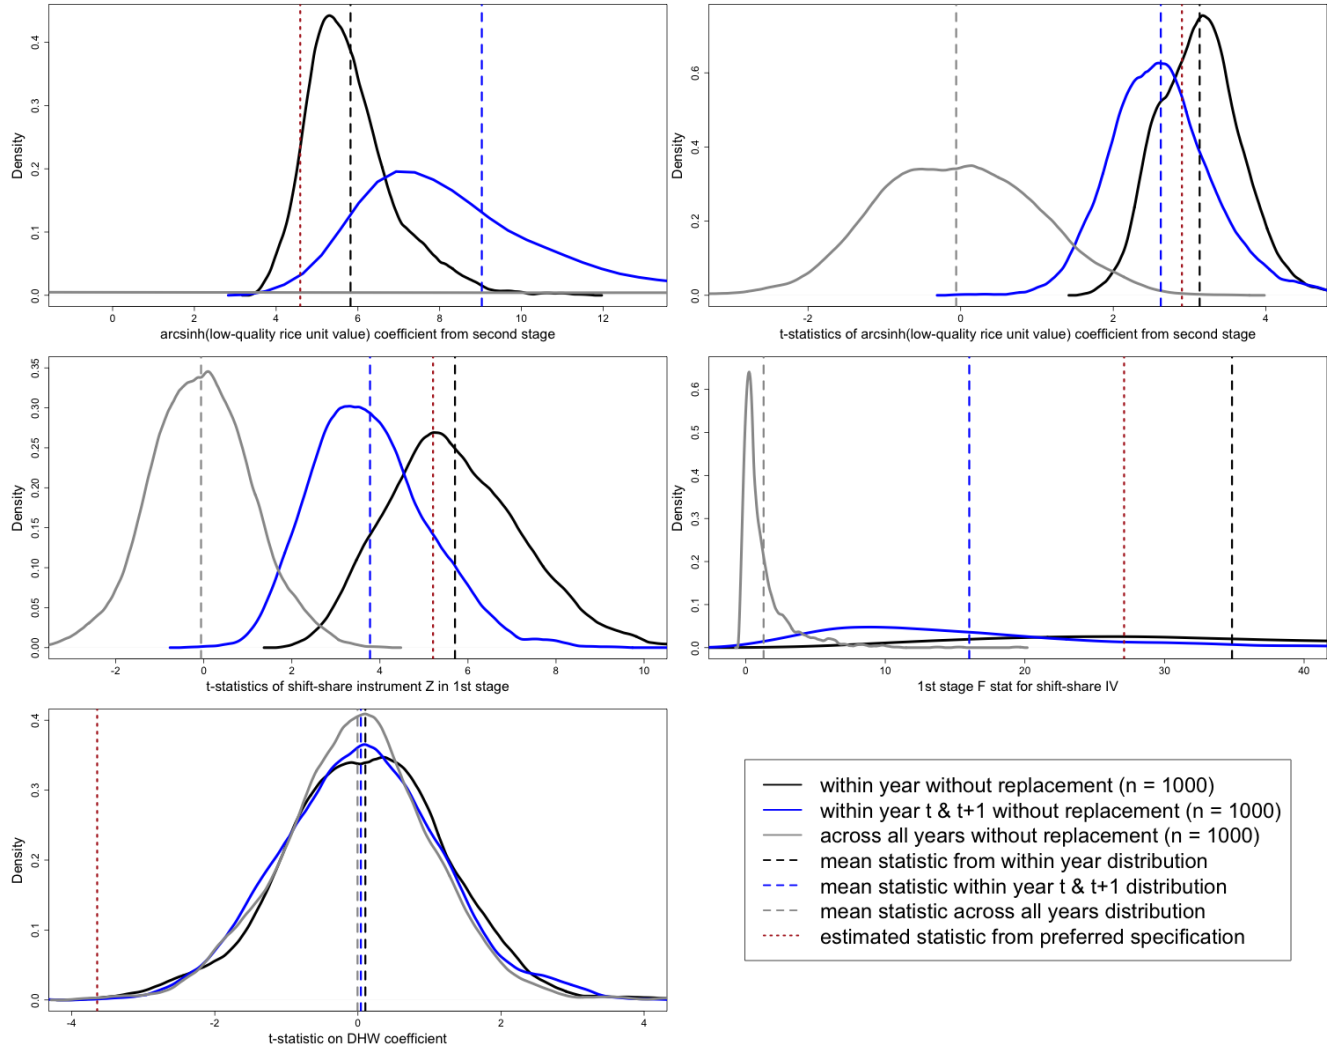 Density
0.0 0.1 0.2 0.3 0.4
0 2 4 6 8 10 12
arcsinh(low-quality rice unit value) coefficient from second stage
Density
0.0 0.2 0.4 0.6
-2 0 2 4
t-statistics of arcsinh(low-quality rice unit value) coefficient from second stage
Density
0.00 0.05 0.10 0.15 0.20 0.25 0.30 0.35
-2 0 2 4 6 8 10
t-statistics of shift-share instrument Z in 1st stage
Density
0.0 0.1 0.2 0.3 0.4 0.5 0.6
0 10 20 30 40
1st stage F stat for shift-share IV
Density
0.0 0.1 0.2 0.3 0.4
-4 -2 0 2 4
t-statistic on DHW coefficient
within year without replacement (n = 1000)
within year t & t+1 without replacement (n = 1000)
across all years without replacement (n = 1000)
mean statistic from within year distribution
mean statistic within year t & t+1 distribution
mean statistic across all years distribution
estimated statistic from preferred specification